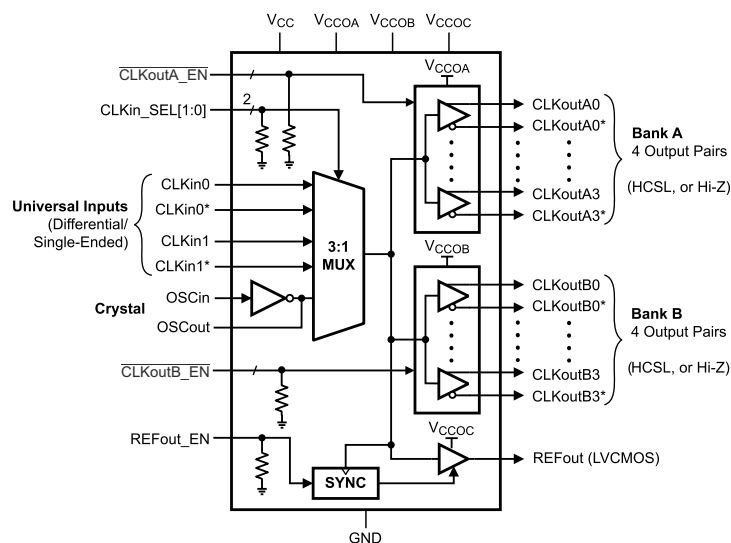 VCC VCCOA VCCOB VCCOC
CLKoutA_EN
CLKin_SEL[1:0]
2
VCCOA
CLKoutA0
CLKoutA0*
CLKoutA3
CLKoutA3*
Bank A
4 Output Pairs
(HCSL, or Hi-Z)
Universal Inputs
(Differential/
Single-Ended)
CLKin0
CLKin0*
CLKin1
CLKin1*
3:1
MUX
Crystal
OSCin
OSCout
VCCOB
CLKoutB0
CLKoutB0*
CLKoutB3
CLKoutB3*
Bank B
4 Output Pairs
(HCSL, or Hi-Z)
CLKoutB_EN
REFout_EN
SYNC
VCCOC
REFout (LVCMOS)
GND